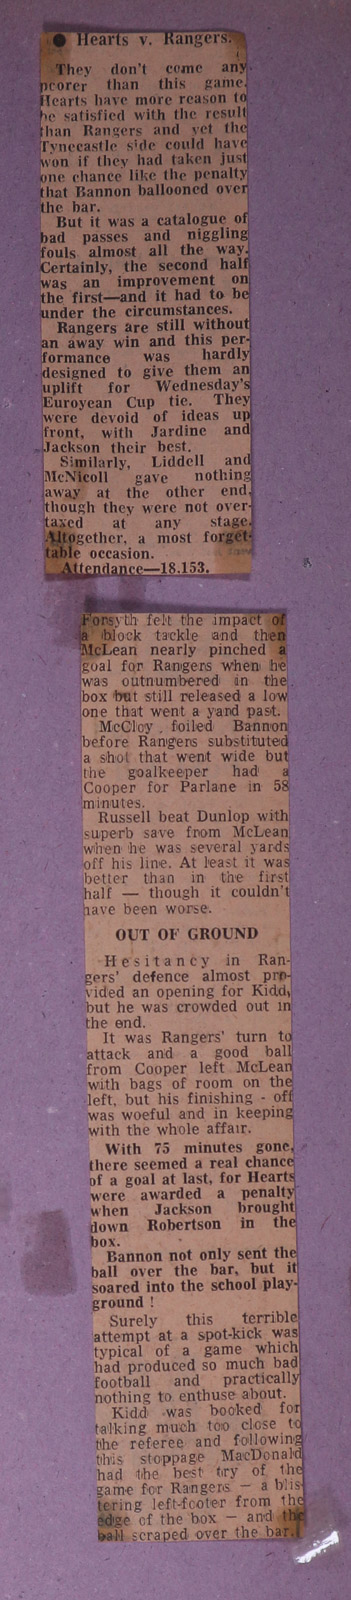 ● Hearts v. Rangers.
They don't come any
poorer than this game.
Hearts have more reason to
be satisfied with the result
than Rangers and yet the
Tynecastle side could have
won if they had taken just
one chance like the penalty
that Bannon ballooned over
the bar.
But it was a catalogue of
bad passes and niggling
fouls almost all the way.
Certainly, the second half
was an improvement on
the first—and it had to be
under the circumstances.
Rangers are still without
an away win and this per-
formance was hardly
designed to give them an
uplift for Wednesday's
Euroyean Cup tie. They
were devoid of ideas up
front, with Jardine and
Jackson their best.
Similarly, Liddell and
McNicoll gave nothing
away at the other end,
though they were not over-
taxed at any stage.
Altogether, a most forget-
table occasion.
Attendance—18,153.
Forsyth felt the impact of
a block tackle and then
McLean nearly pinched a
goal for Rangers when he
was outnumbered in the
box but still released a low
one that went a yard past.
McCloy foiled Bannon
before Rangers substituted
a shot that went wide but
the goalkeeper had a
Cooper for Parlane in 58
minutes.
Russell beat Dunlop with
superb save from McLean
when he was several yards
off his line. At least it was
better than in the first
half — though it couldn't
have been worse.
OUT OF GROUND
Hesitancy in Ran-
gers' defence almost pro-
vided an opening for Kidd,
but he was crowded out in
the end.
It was Rangers' turn to
attack and a good ball
from Cooper left McLean
with bags of room on the
left, but his finishing - off
was woeful and in keeping
with the whole affair.
With 75 minutes gone,
there seemed a real chance
of a goal at last, for Hearts
were awarded a penalty
when Jackson brought
down Robertson in the
box.
Bannon not only sent the
ball over the bar, but it
soared into the school play-
ground !
Surely this terrible
attempt at a spot-kick was
typical of a game which
had produced so much bad
football and practically
nothing to enthuse about.
Kidd was booked for
talking much too close to
the referee and following
this stoppage MacDonald
had the best try of the
game for Rangers — a blis-
tering left-footer from the
edge of the box — and the
ball scraped over the bar.